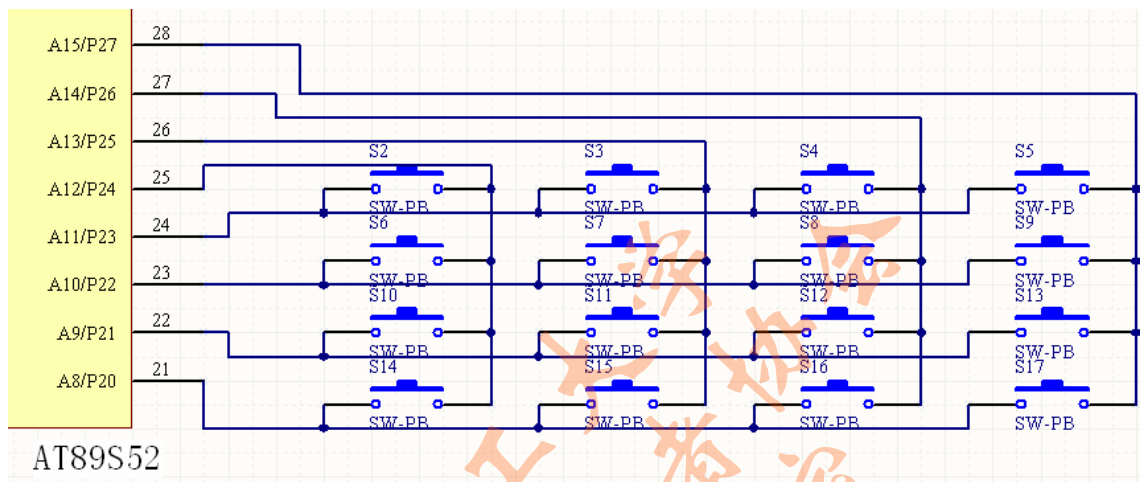 A15/P27 28
A14/P26 27
A13/P25 26
A12/P24 25
A11/P23 24
A10/P22 23
A9/P21 22
A8/P20 21
S2 S3 S4 S5
SW-PB SW-PB SW-PB SW-PB
S6 S7 S8 S9
SW-PB SW-PB SW-PB SW-PB
S10 S11 S12 S13
SW-PB SW-PB SW-PB SW-PB
S14 S15 S16 S17
SW-PB SW-PB SW-PB SW-PB
AT89S52